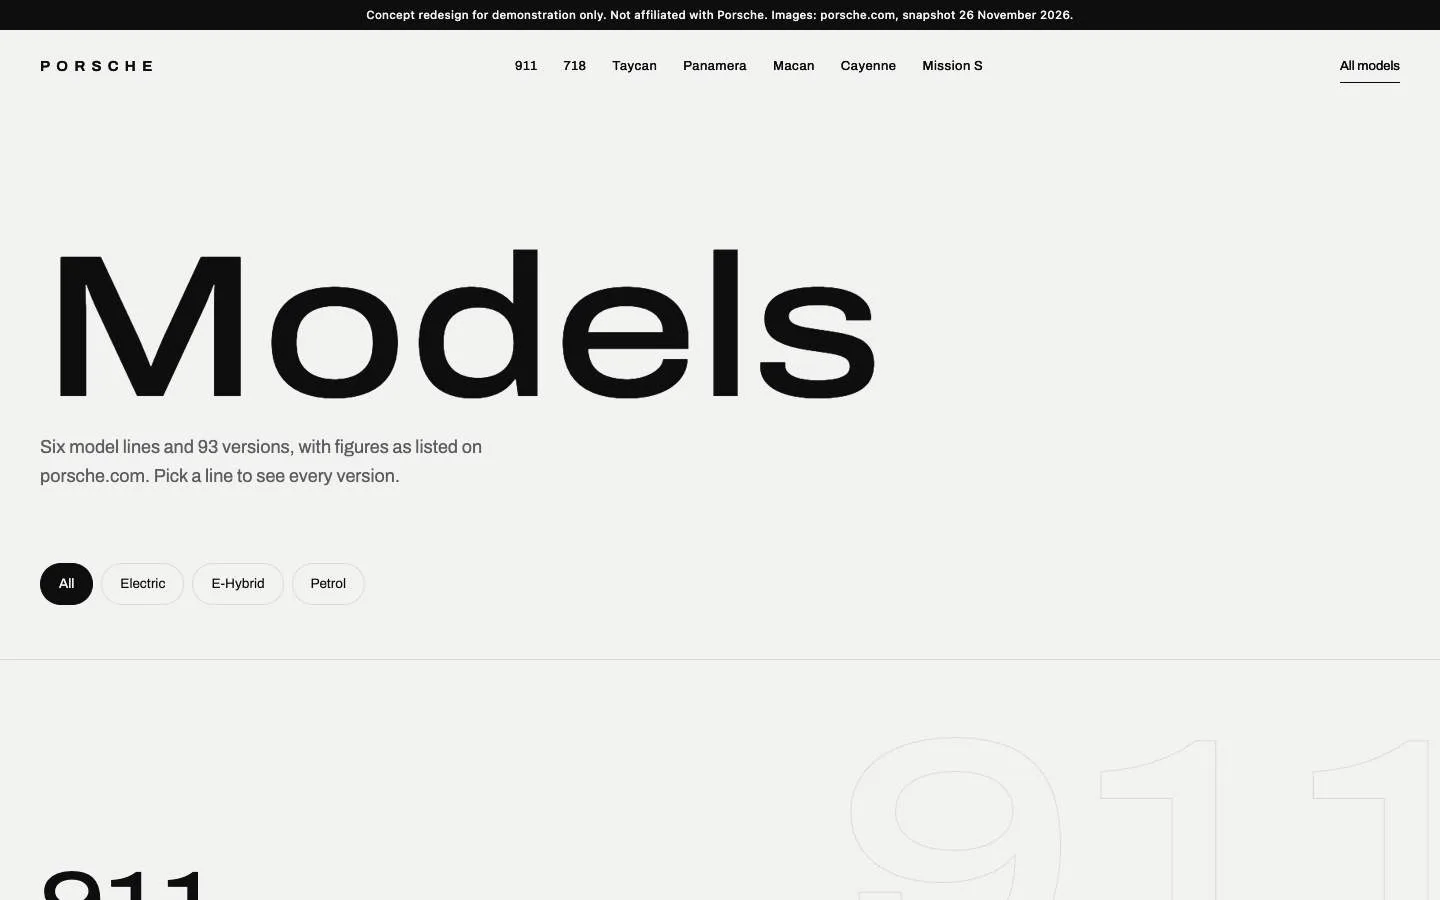 Concept redesign for demonstration only. Not affiliated with Porsche. Images: porsche.com, snapshot 26 November 2026.
PORSCHE
911
718
Taycan
Panamera
Macan
Cayenne
Mission S
All models
Models
Six model lines and 93 versions, with figures as listed on
porsche.com. Pick a line to see every version.
All
Electric
E-Hybrid
Petrol
911
911